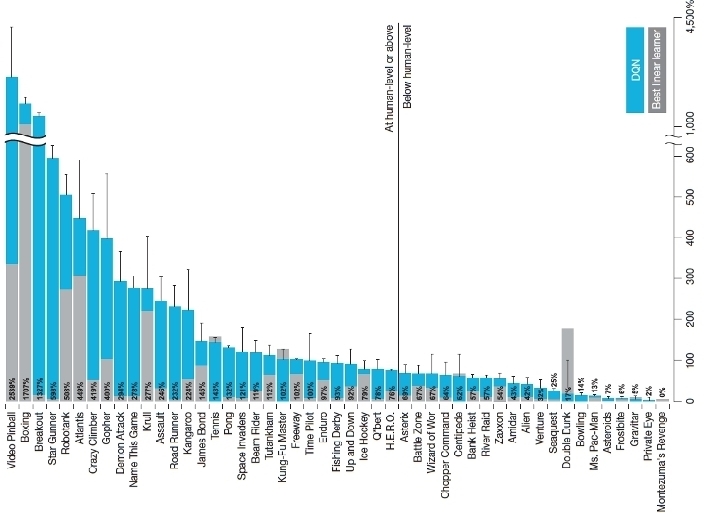 4,500%
1,000
600
500
400
300
200
100
0
DQN
Best linear learner
At human-level or above
Below human-level
2539%
1707%
1327%
598%
508%
449%
419%
400%
294%
278%
277%
246%
232%
224%
145%
143%
132%
121%
119%
112%
102%
102%
100%
97%
93%
92%
79%
78%
76%
69%
67%
67%
64%
62%
57%
57%
54%
43%
42%
32%
25%
17%
14%
13%
7%
6%
5%
2%
0%
Video Pinball
Boxing
Breakout
Star Gunner
Robotank
Atlantis
Crazy Climber
Gopher
Demon Attack
Name This Game
Krull
Assault
Road Runner
Kangaroo
James Bond
Tennis
Pong
Space Invaders
Beam Rider
Tutankham
Kung-Fu Master
Freeway
Time Pilot
Enduro
Fishing Derby
Up and Down
Ice Hockey
Q*bert
H.E.R.O.
Asterix
Battle Zone
Wizard of Wor
Chopper Command
Centipede
Bank Heist
River Raid
Zaxxon
Amidar
Alien
Venture
Seaquest
Double Dunk
Bowling
Ms. Pac-Man
Asteroids
Frostbite
Gravitar
Private Eye
Montezuma's Revenge